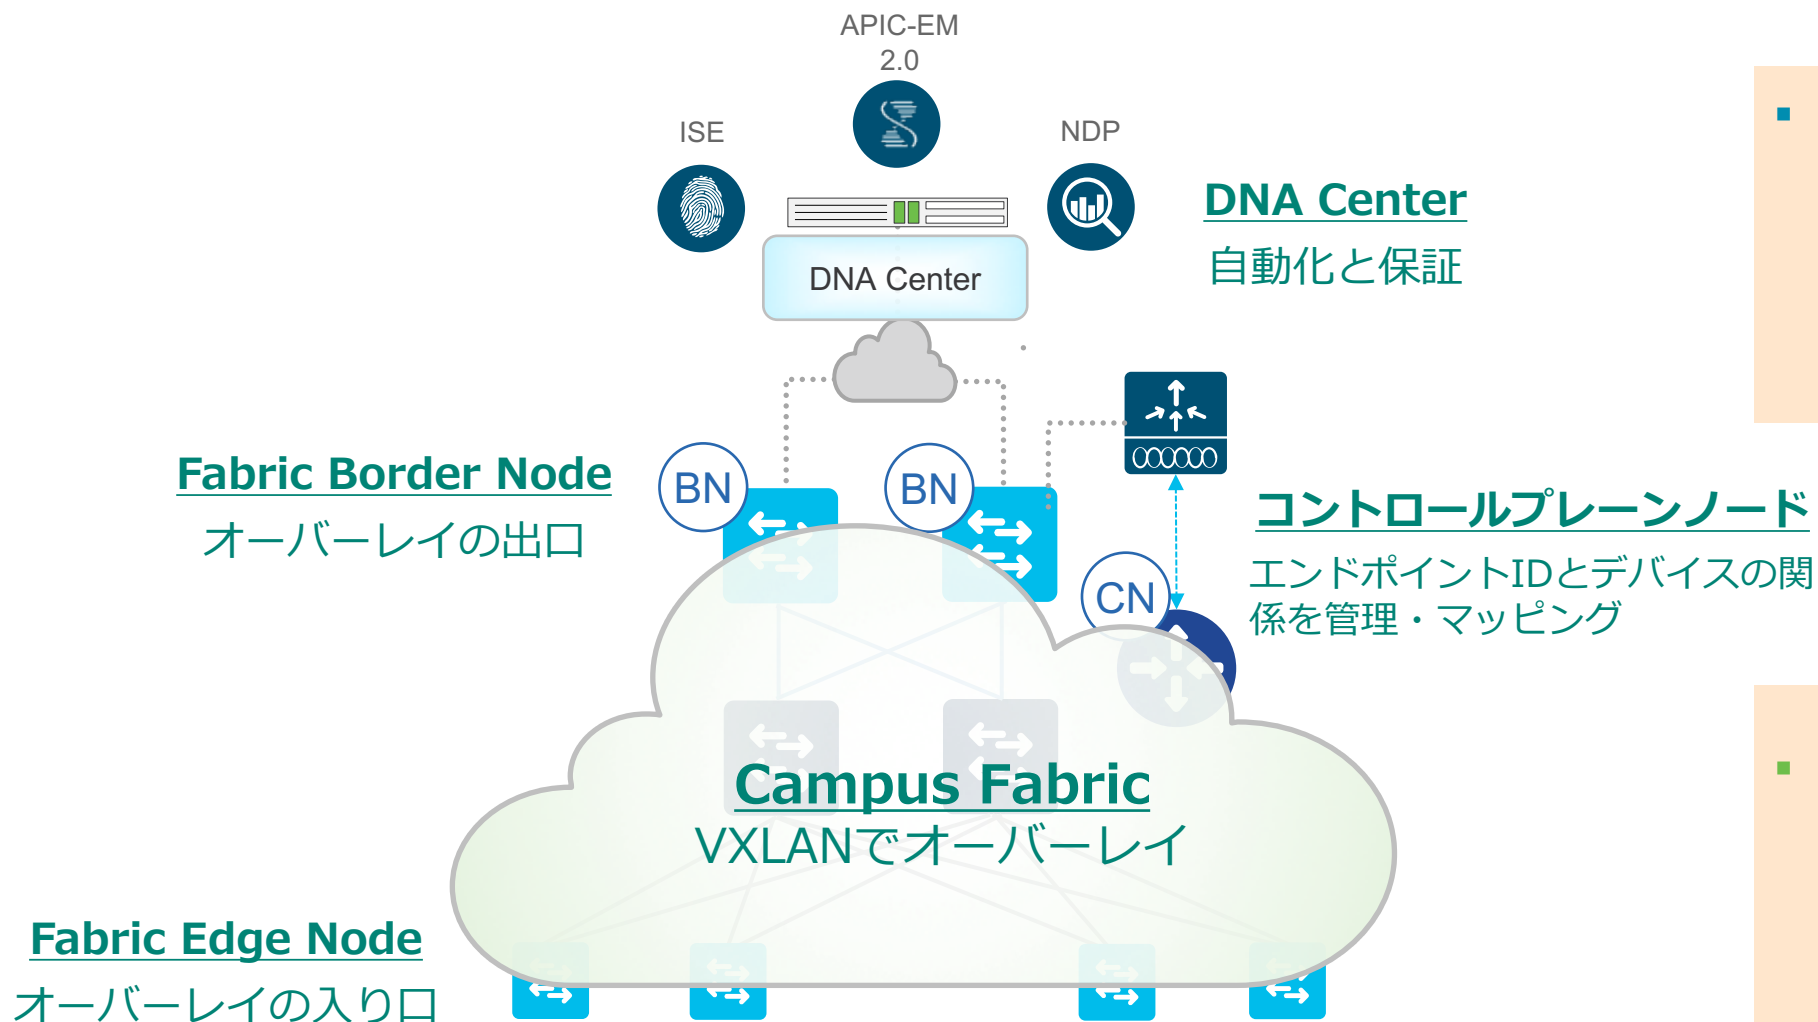 APIC-EM
2.0
ISE
NDP
DNA Center
自動化と保証
DNA Center
BN
BN
Fabric Border Node
オーバーレイの出口
コントロールプレーンノード
エンドポイントIDとデバイスの関
係を管理・マッピング
CN
Campus Fabric
VXLANでオーバーレイ
Fabric Edge Node
オーバーレイの入り口